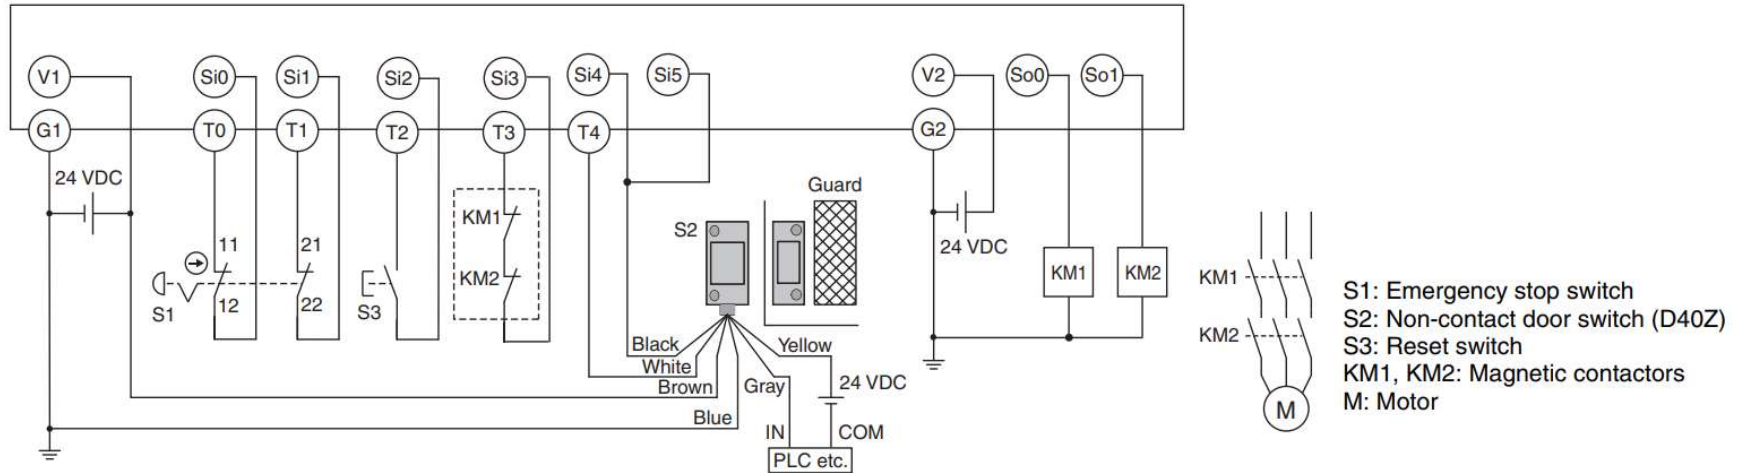 V1
Si0
Si1
Si2
Si3
Si4
Si5
V2
So0
So1
G1
T0
T1
T2
T3
T4
G2
24 VDC
11
21
12
22
S1
S3
KM1
KM2
S2
Guard
24 VDC
KM1
KM2
KM1
KM2
M
Black
White
Brown
Blue
Gray
Yellow
24 VDC
IN
COM
PLC etc.
S1: Emergency stop switch
S2: Non-contact door switch (D40Z)
S3: Reset switch
KM1, KM2: Magnetic contactors
M: Motor